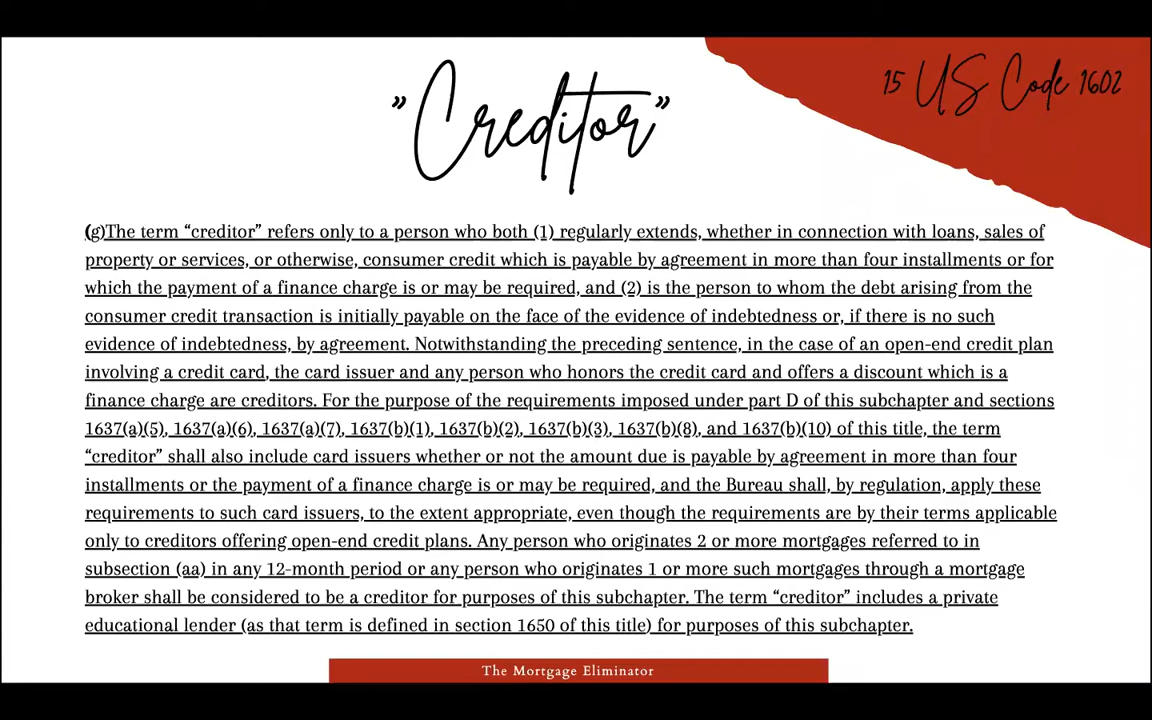 15 US Code 1602
"Creditor"
(g)The term “creditor” refers only to a person who both (1) regularly extends, whether in connection with loans, sales of
property or services, or otherwise, consumer credit which is payable by agreement in more than four installments or for
which the payment of a finance charge is or may be required, and (2) is the person to whom the debt arising from the
consumer credit transaction is initially payable on the face of the evidence of indebtedness or, if there is no such
evidence of indebtedness, by agreement. Notwithstanding the preceding sentence, in the case of an open-end credit plan
involving a credit card, the card issuer and any person who honors the credit card and offers a discount which is a
finance charge are creditors. For the purpose of the requirements imposed under part D of this subchapter and sections
1637(a)(5), 1637(a)(6), 1637(a)(7), 1637(b)(1), 1637(b)(2), 1637(b)(3), 1637(b)(8), and 1637(b)(10) of this title, the term
“creditor” shall also include card issuers whether or not the amount due is payable by agreement in more than four
installments or the payment of a finance charge is or may be required, and the Bureau shall, by regulation, apply these
requirements to such card issuers, to the extent appropriate, even though the requirements are by their terms applicable
only to creditors offering open-end credit plans. Any person who originates 2 or more mortgages referred to in
subsection (aa) in any 12-month period or any person who originates 1 or more such mortgages through a mortgage
broker shall be considered to be a creditor for purposes of this subchapter. The term “creditor” includes a private
educational lender (as that term is defined in section 1650 of this title) for purposes of this subchapter.
The Mortgage Eliminator